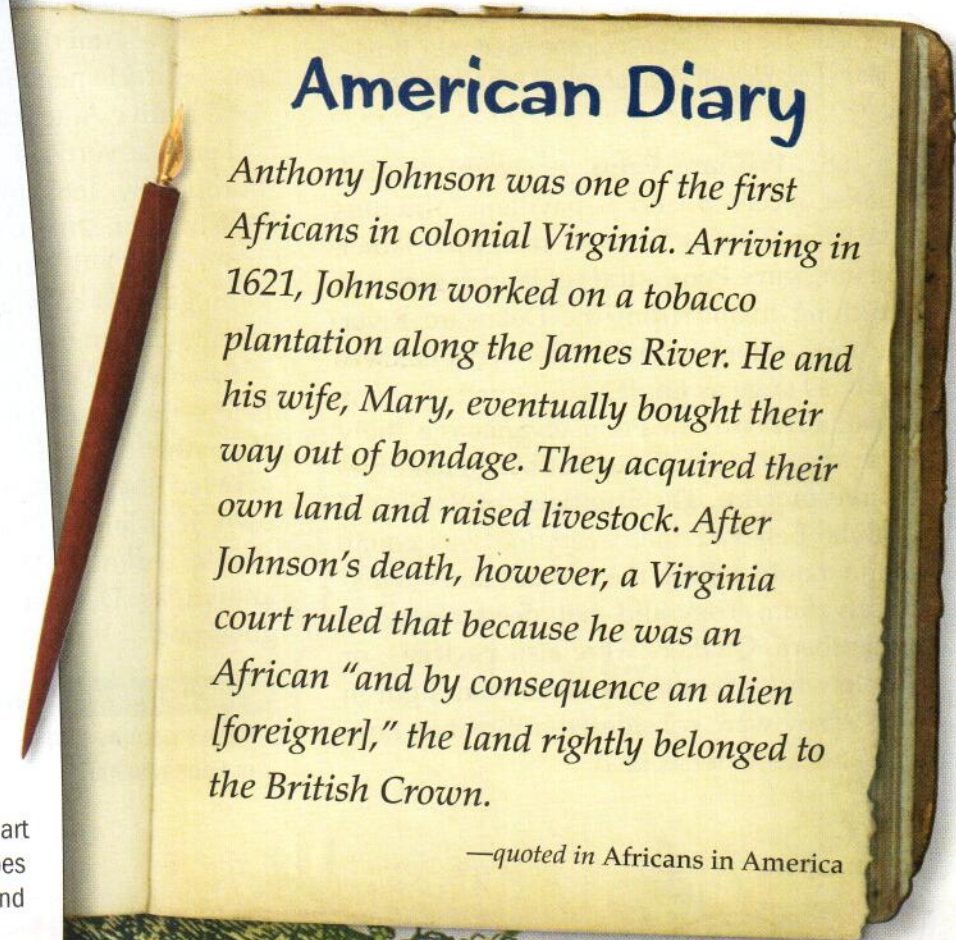 American Diary
Anthony Johnson was one of the first
Africans in colonial Virginia. Arriving in
1621, Johnson worked on a tobacco
plantation along the James River. He and
his wife, Mary, eventually bought their
way out of bondage. They acquired their
own land and raised livestock. After
Johnson's death, however, a Virginia
court ruled that because he was an
African “and by consequence an alien
[foreigner],” the land rightly belonged to
the British Crown.
—quoted in Africans in America